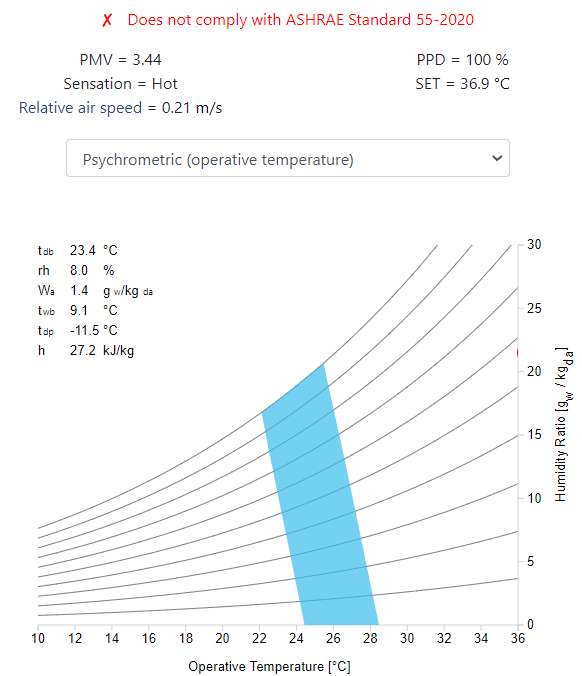 ✗ Does not comply with ASHRAE Standard 55-2020
PMV = 3.44 PPD = 100 %
Sensation = Hot SET = 36.9 °C
Relative air speed = 0.21 m/s
Psychrometric (operative temperature)
tdb 23.4 °C
rh 8.0 %
Wa 1.4 g w/kg da
twb 9.1 °C
tdp -11.5 °C
h 27.2 kJ/kg
30
25
20
15
10
5
0
Humidity Ratio [gw / kgda]
10 12 14 16 18 20 22 24 26 28 30 32 34 36
Operative Temperature [°C]